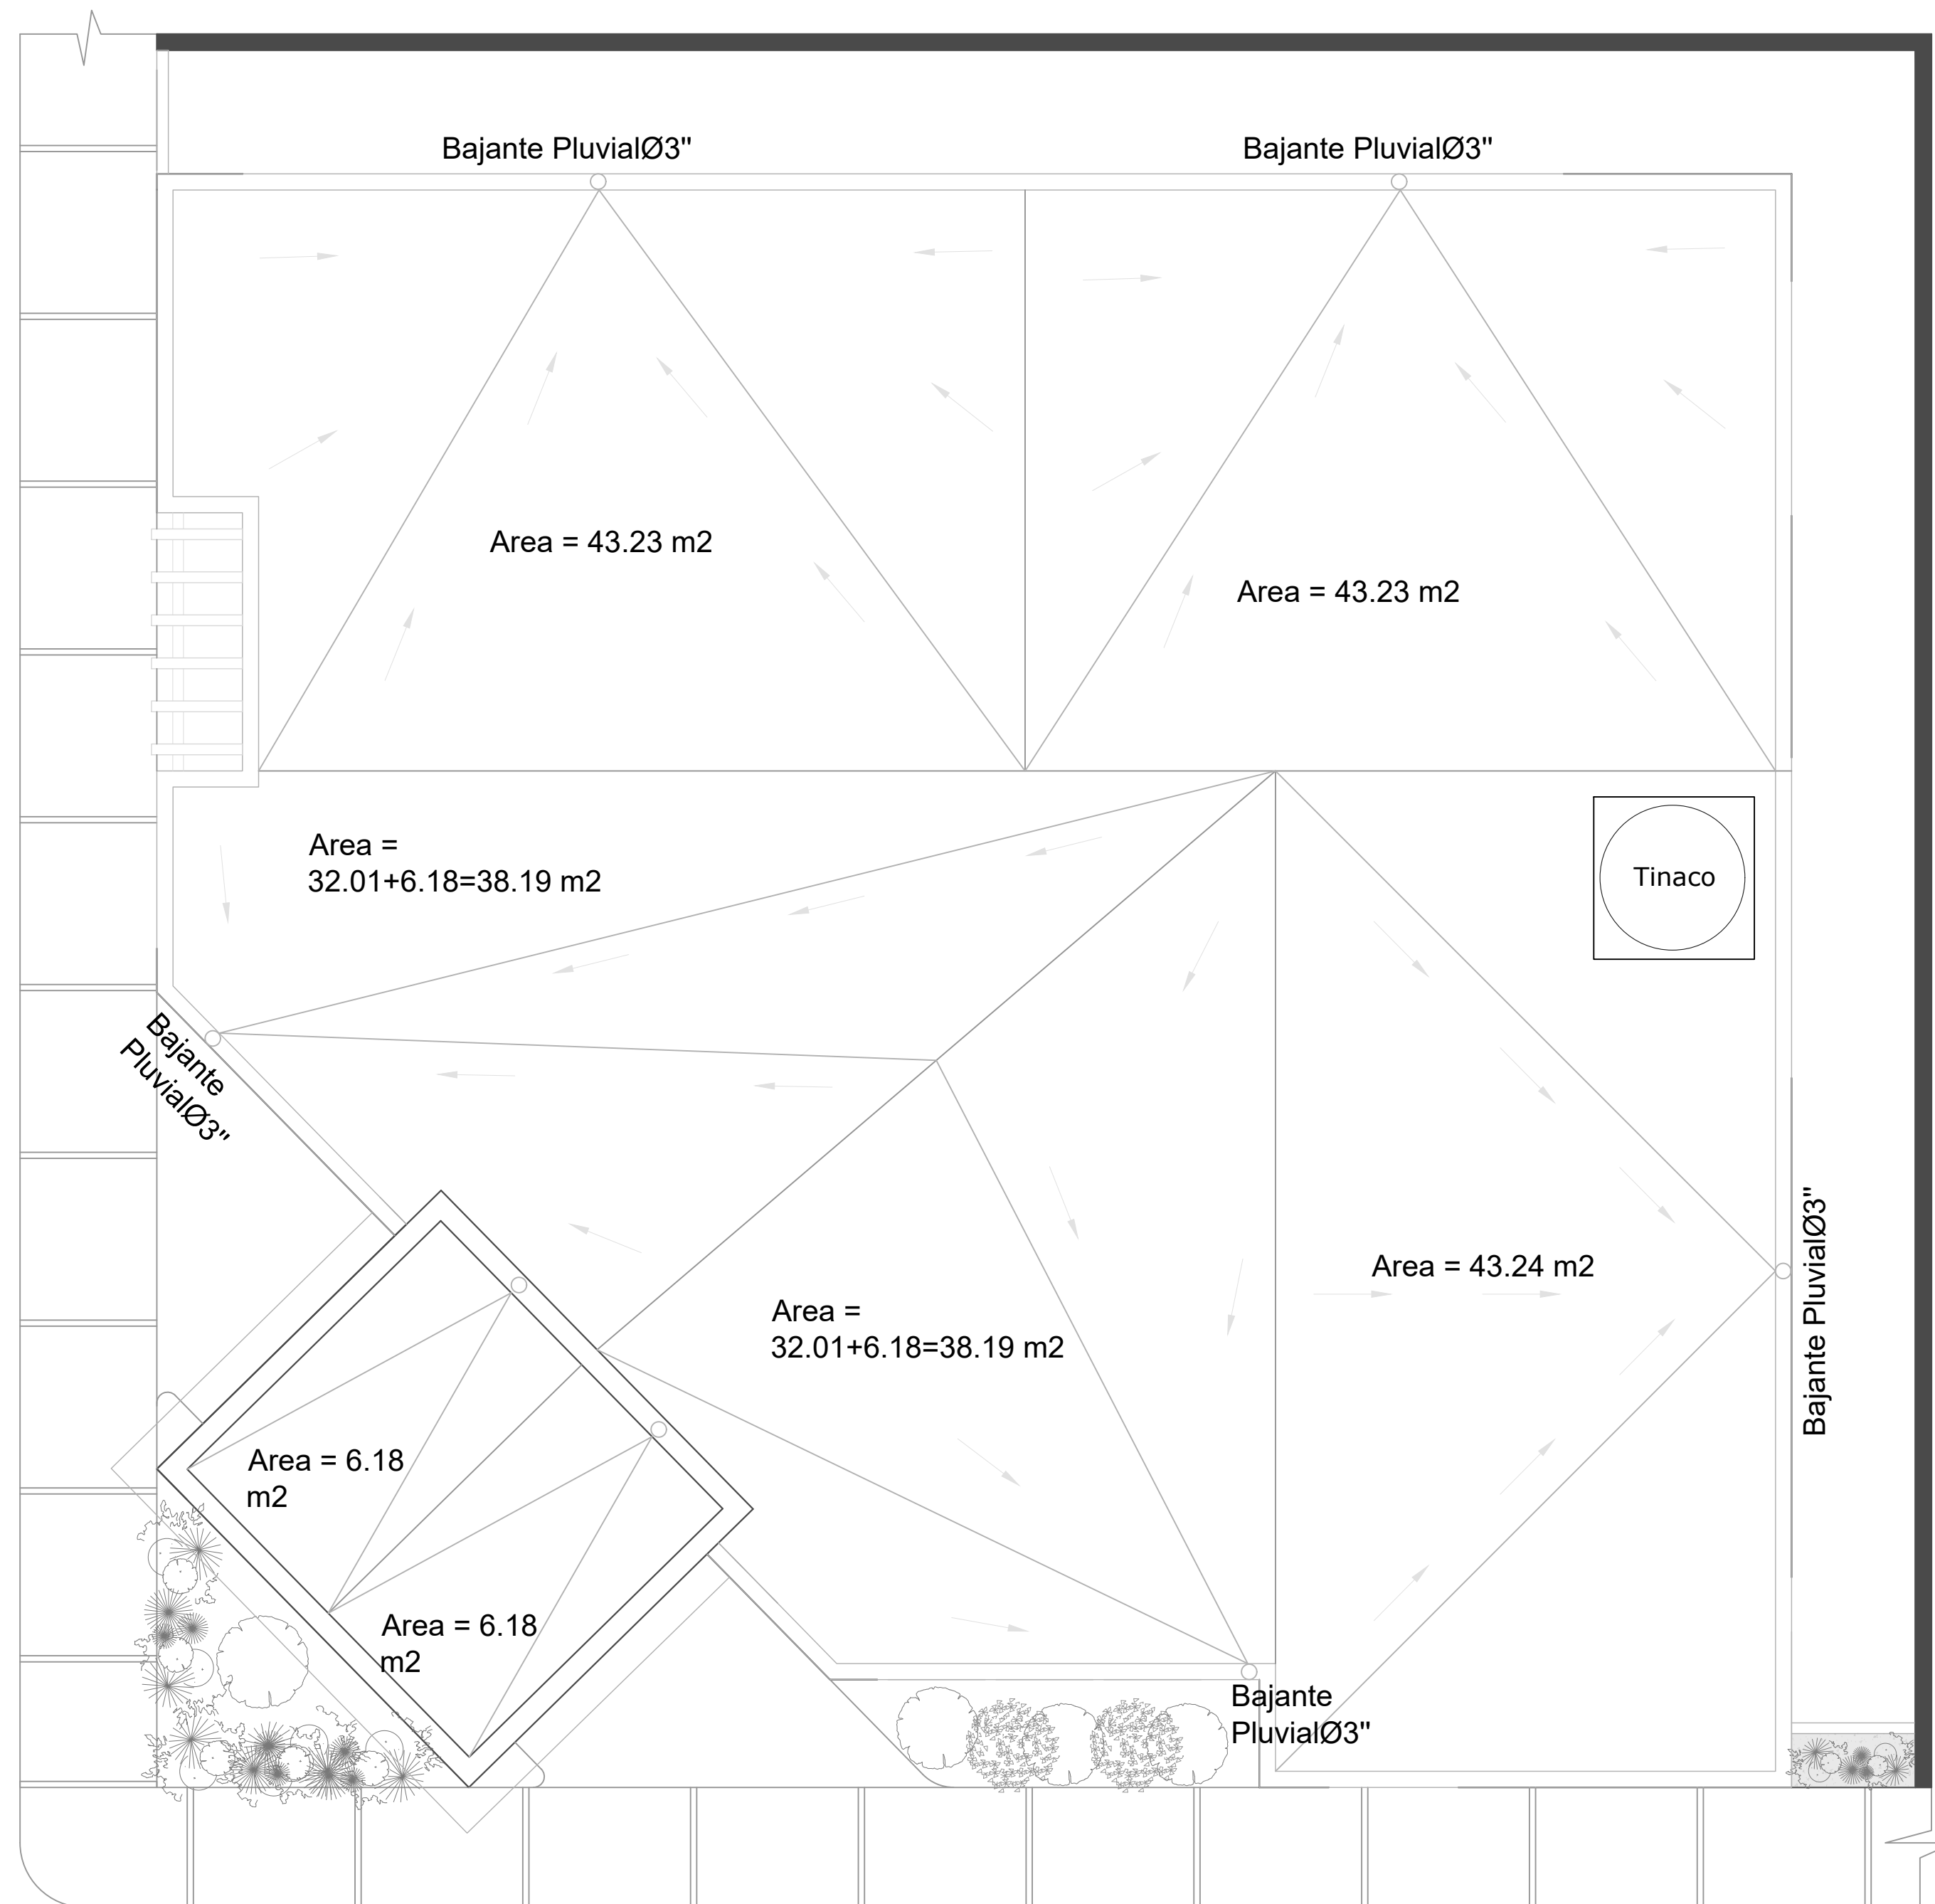 Bajante PluvialØ3"
Bajante PluvialØ3"
Area = 43.23 m2
Area = 43.23 m2
Area =
32.01+6.18=38.19 m2
Tinaco
Bajante
PluvialØ3"
Area = 43.24 m2
Bajante PluvialØ3"
Area =
32.01+6.18=38.19 m2
Area = 6.18
m2
Area = 6.18
m2
Bajante
PluvialØ3"